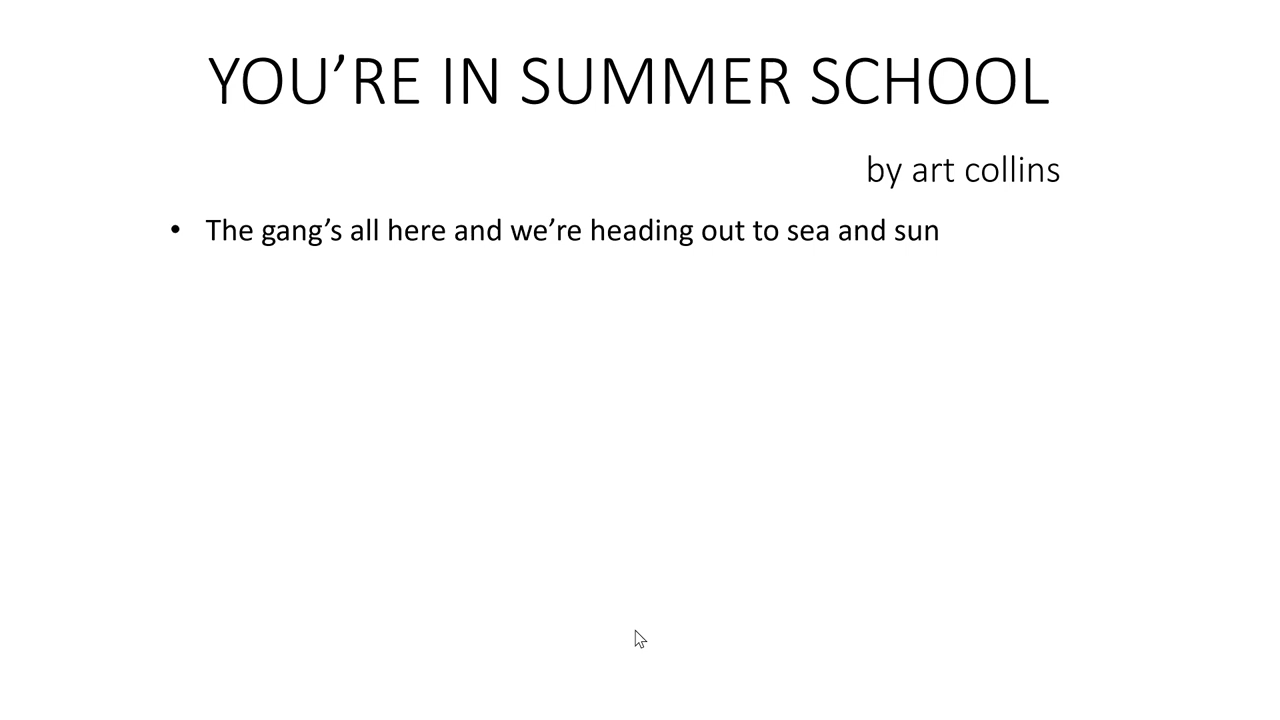 YOU’RE IN SUMMER SCHOOL
by art collins
• The gang’s all here and we’re heading out to sea and sun